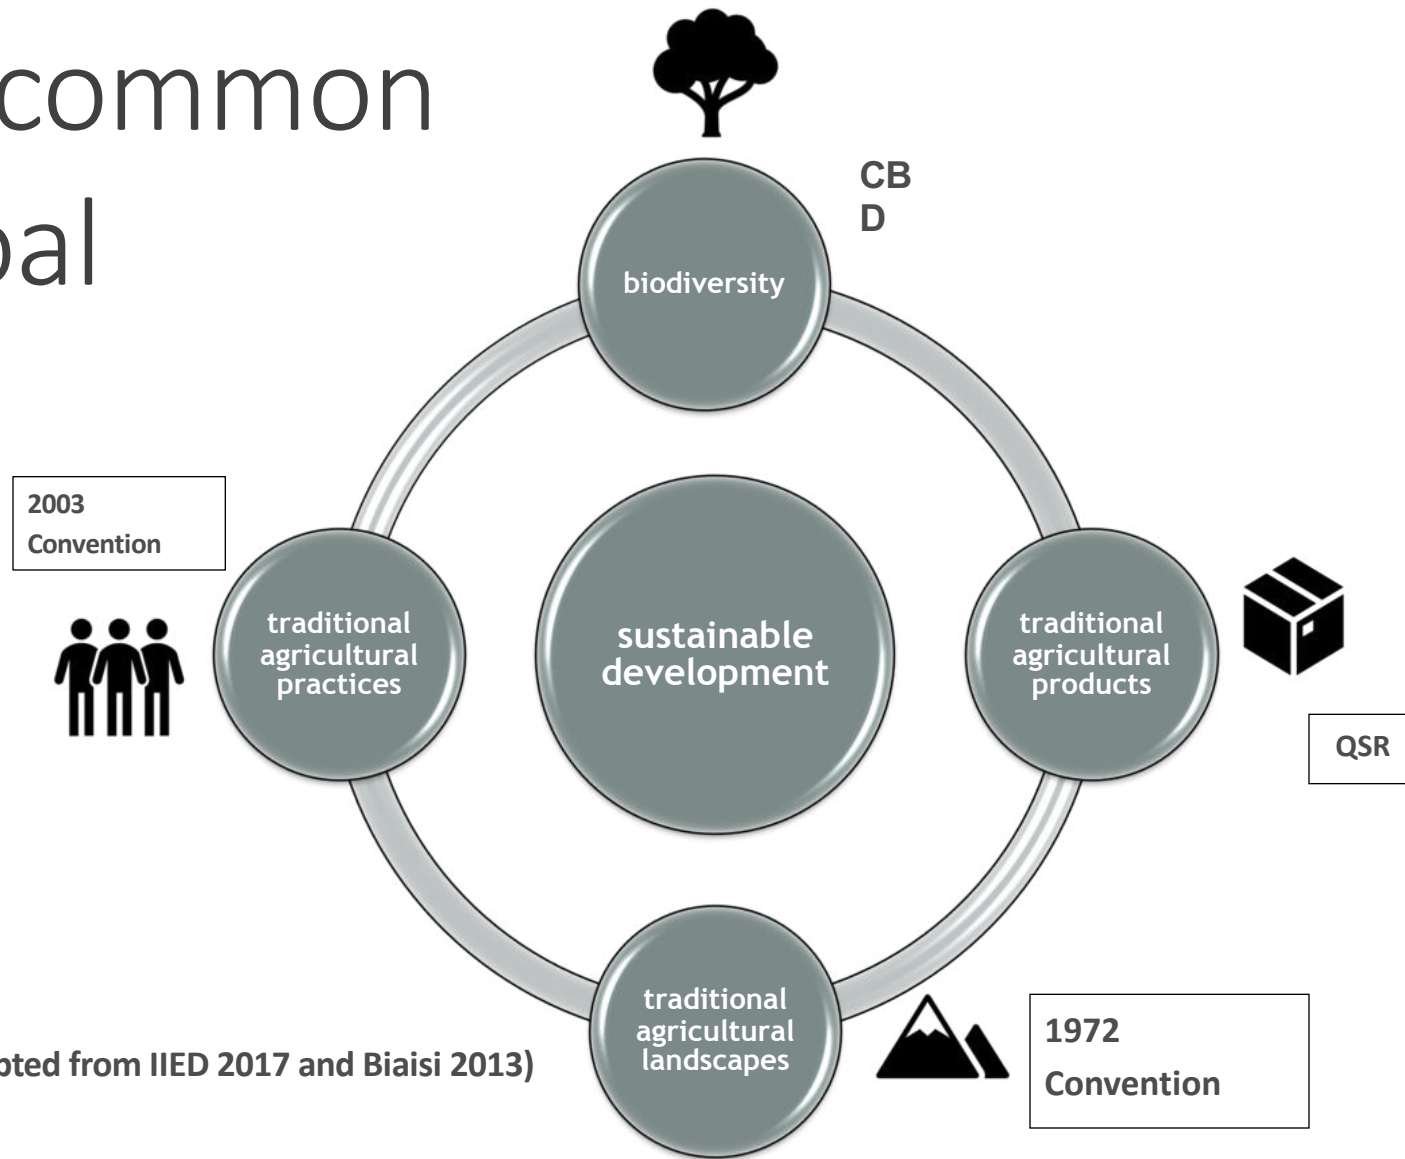 common
oal
CB
D
biodiversity
2003
Convention
traditional
agricultural
practices
sustainable
development
traditional
agricultural
products
QSR
traditional
agricultural
landscapes
1972
Convention
pted from IIED 2017 and Biaisi 2013)